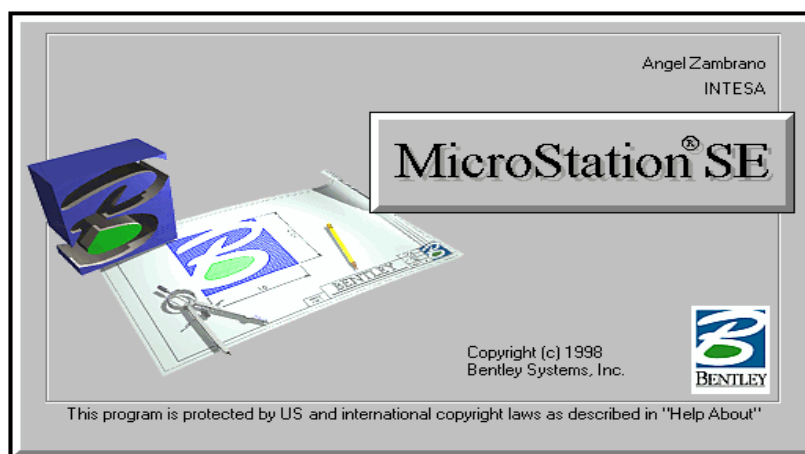 Angel Zambrano
INTESA
MicroStation® SE
BENTLEY
Copyright (c) 1998
Bentley Systems, Inc.
BENTLEY
This program is protected by US and international copyright laws as described in "Help About"